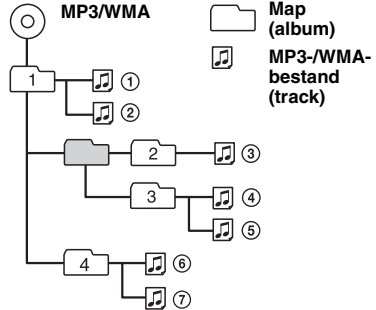 MP3/WMA
Map
(album)
MP3-/WMA-
bestand
(track)
1
①
②
2
③
3
④
⑤
4
⑥
⑦